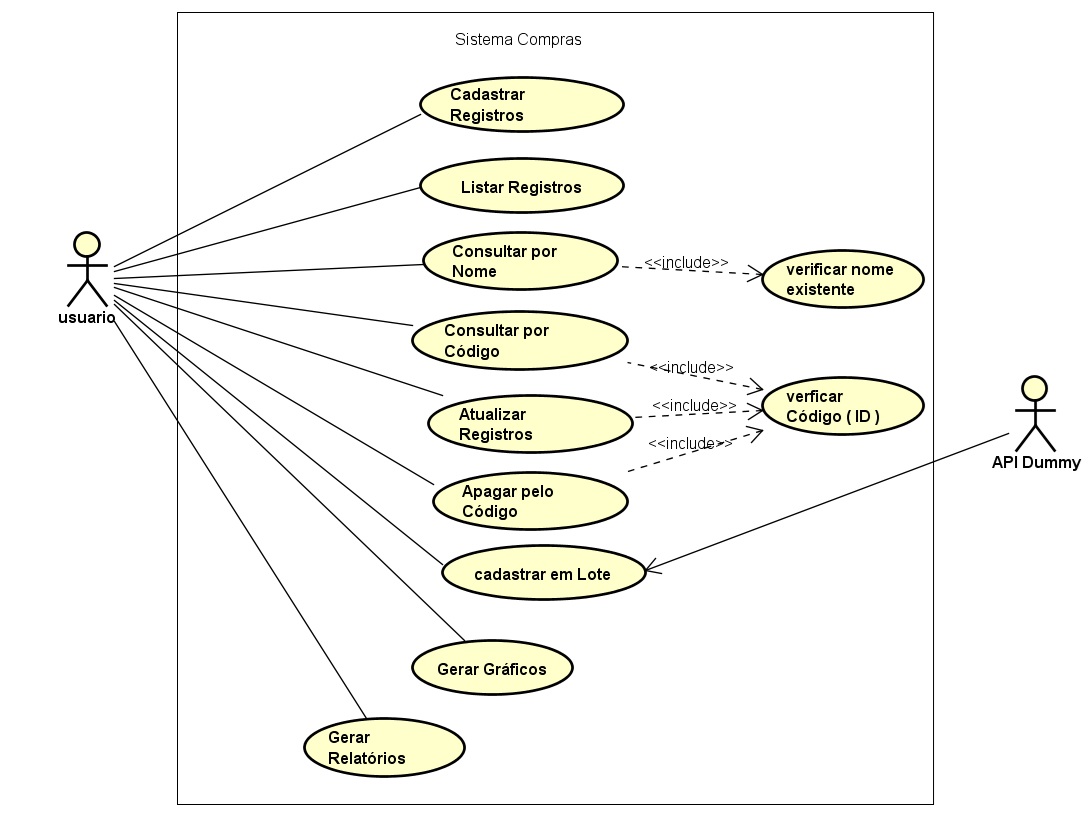 Sistema Compras
Cadastrar
Registros
Listar Registros
Consultar por
Nome
<<include>>
verificar nome
existente
usuario
Consultar por
Código
<<include>>
verficar
Código ( ID )
Atualizar
Registros
<<include>>
<<include>>
API Dummy
Apagar pelo
Código
cadastrar em Lote
Gerar Gráficos
Gerar
Relatórios